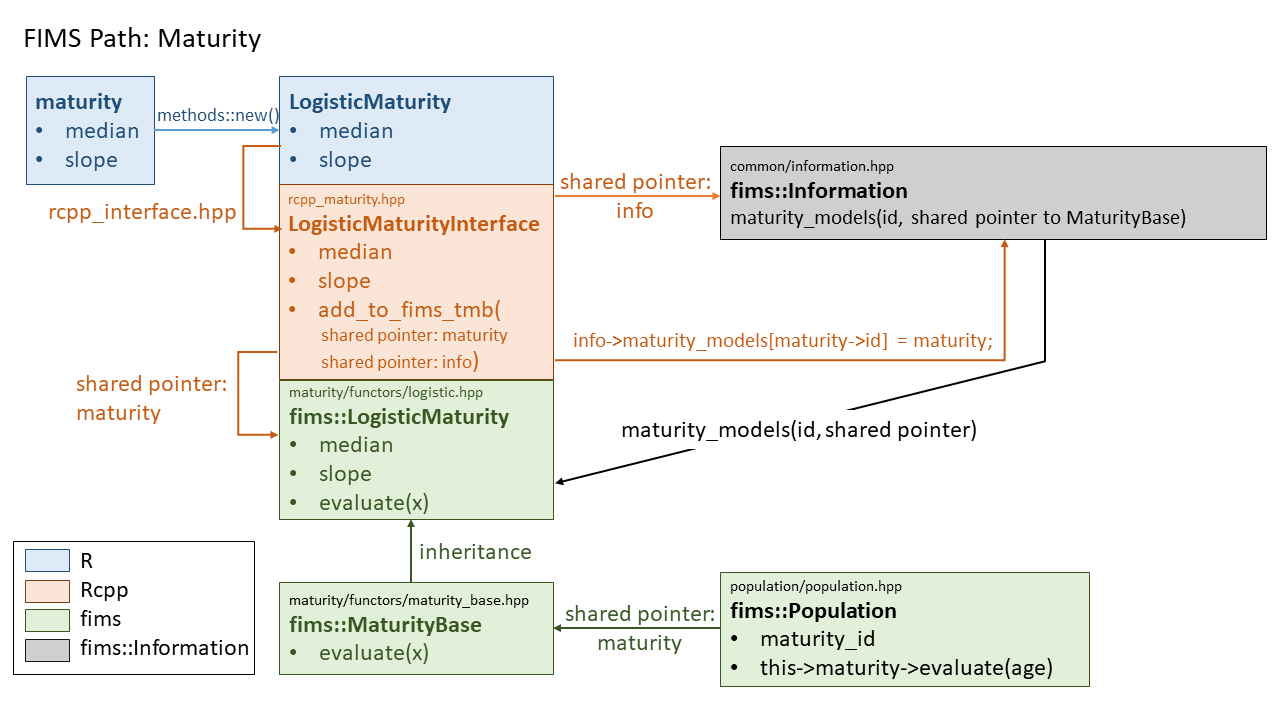 FIMS Path: Maturity
maturity
• median
• slope
methods::new()
LogisticMaturity
• median
• slope
rcpp_interface.hpp
rcpp_maturity.hpp
LogisticMaturityInterface
• median
• slope
• add_to_fims_tmb(
shared pointer: maturity
shared pointer: info)
shared pointer:
info
common/information.hpp
fims::Information
maturity_models(id, shared pointer to MaturityBase)
info->maturity_models[maturity->id] = maturity;
shared pointer:
maturity
maturity/functors/logistic.hpp
fims::LogisticMaturity
• median
• slope
• evaluate(x)
maturity_models(id, shared pointer)
inheritance
maturity/functors/maturity_base.hpp
fims::MaturityBase
• evaluate(x)
shared pointer:
maturity
population/population.hpp
fims::Population
• maturity_id
• this->maturity->evaluate(age)
R
Rcpp
fims
fims::Information